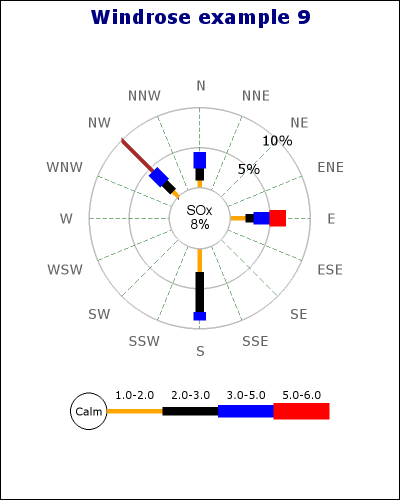 Windrose example 9
N
NNW
NNE
NW
NE
10%
WNW
5%
ENE
SOx
W
E
8%
WSW
ESE
SW
SE
SSW
SSE
S
1.0-2.0
2.0-3.0
3.0-5.0
5.0-6.0
Calm